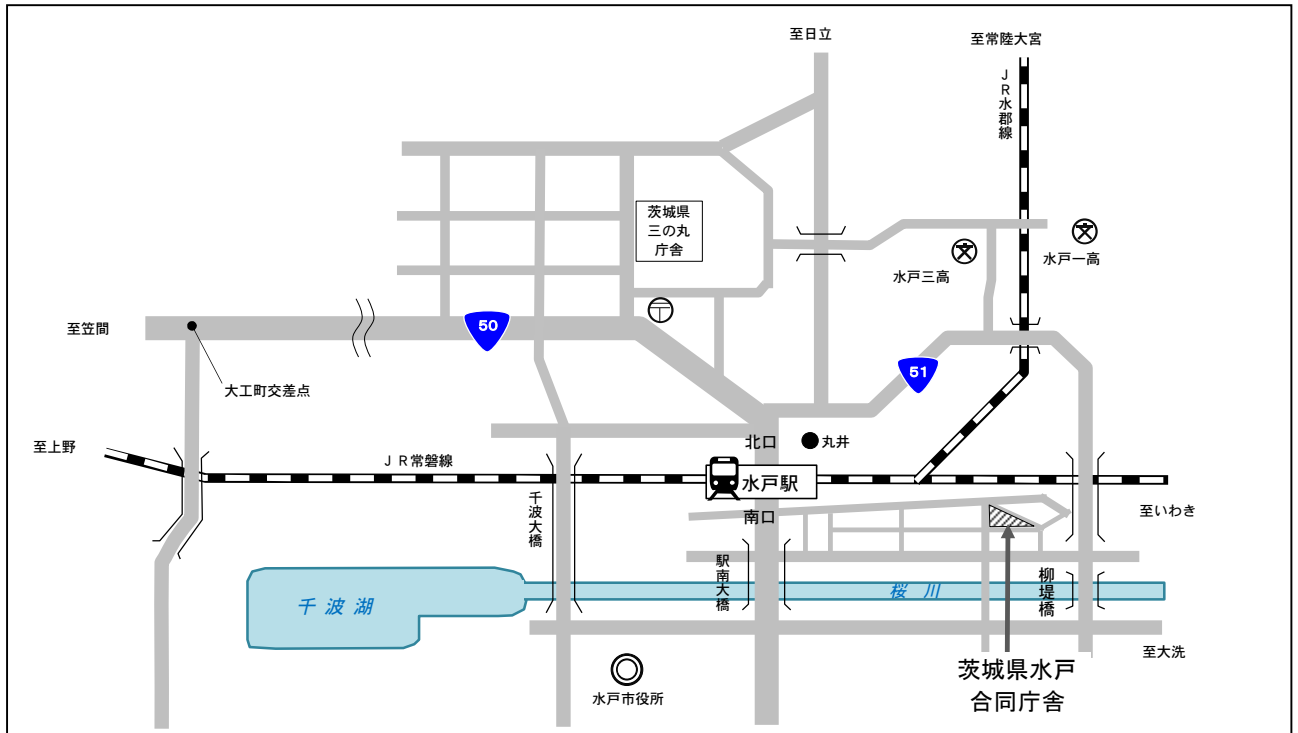 至日立
至常陸大宮
JR水郡線
茨城県
三の丸
庁舎
水戸三高
水戸一高
至笠間
50
大工町交差点
51
至上野
JR常磐線
北口
丸井
水戸駅
南口
至いわき
千波大橋
駅南大橋
柳堤橋
千波湖
桜川
至大洗
水戸市役所
茨城県水戸
合同庁舎